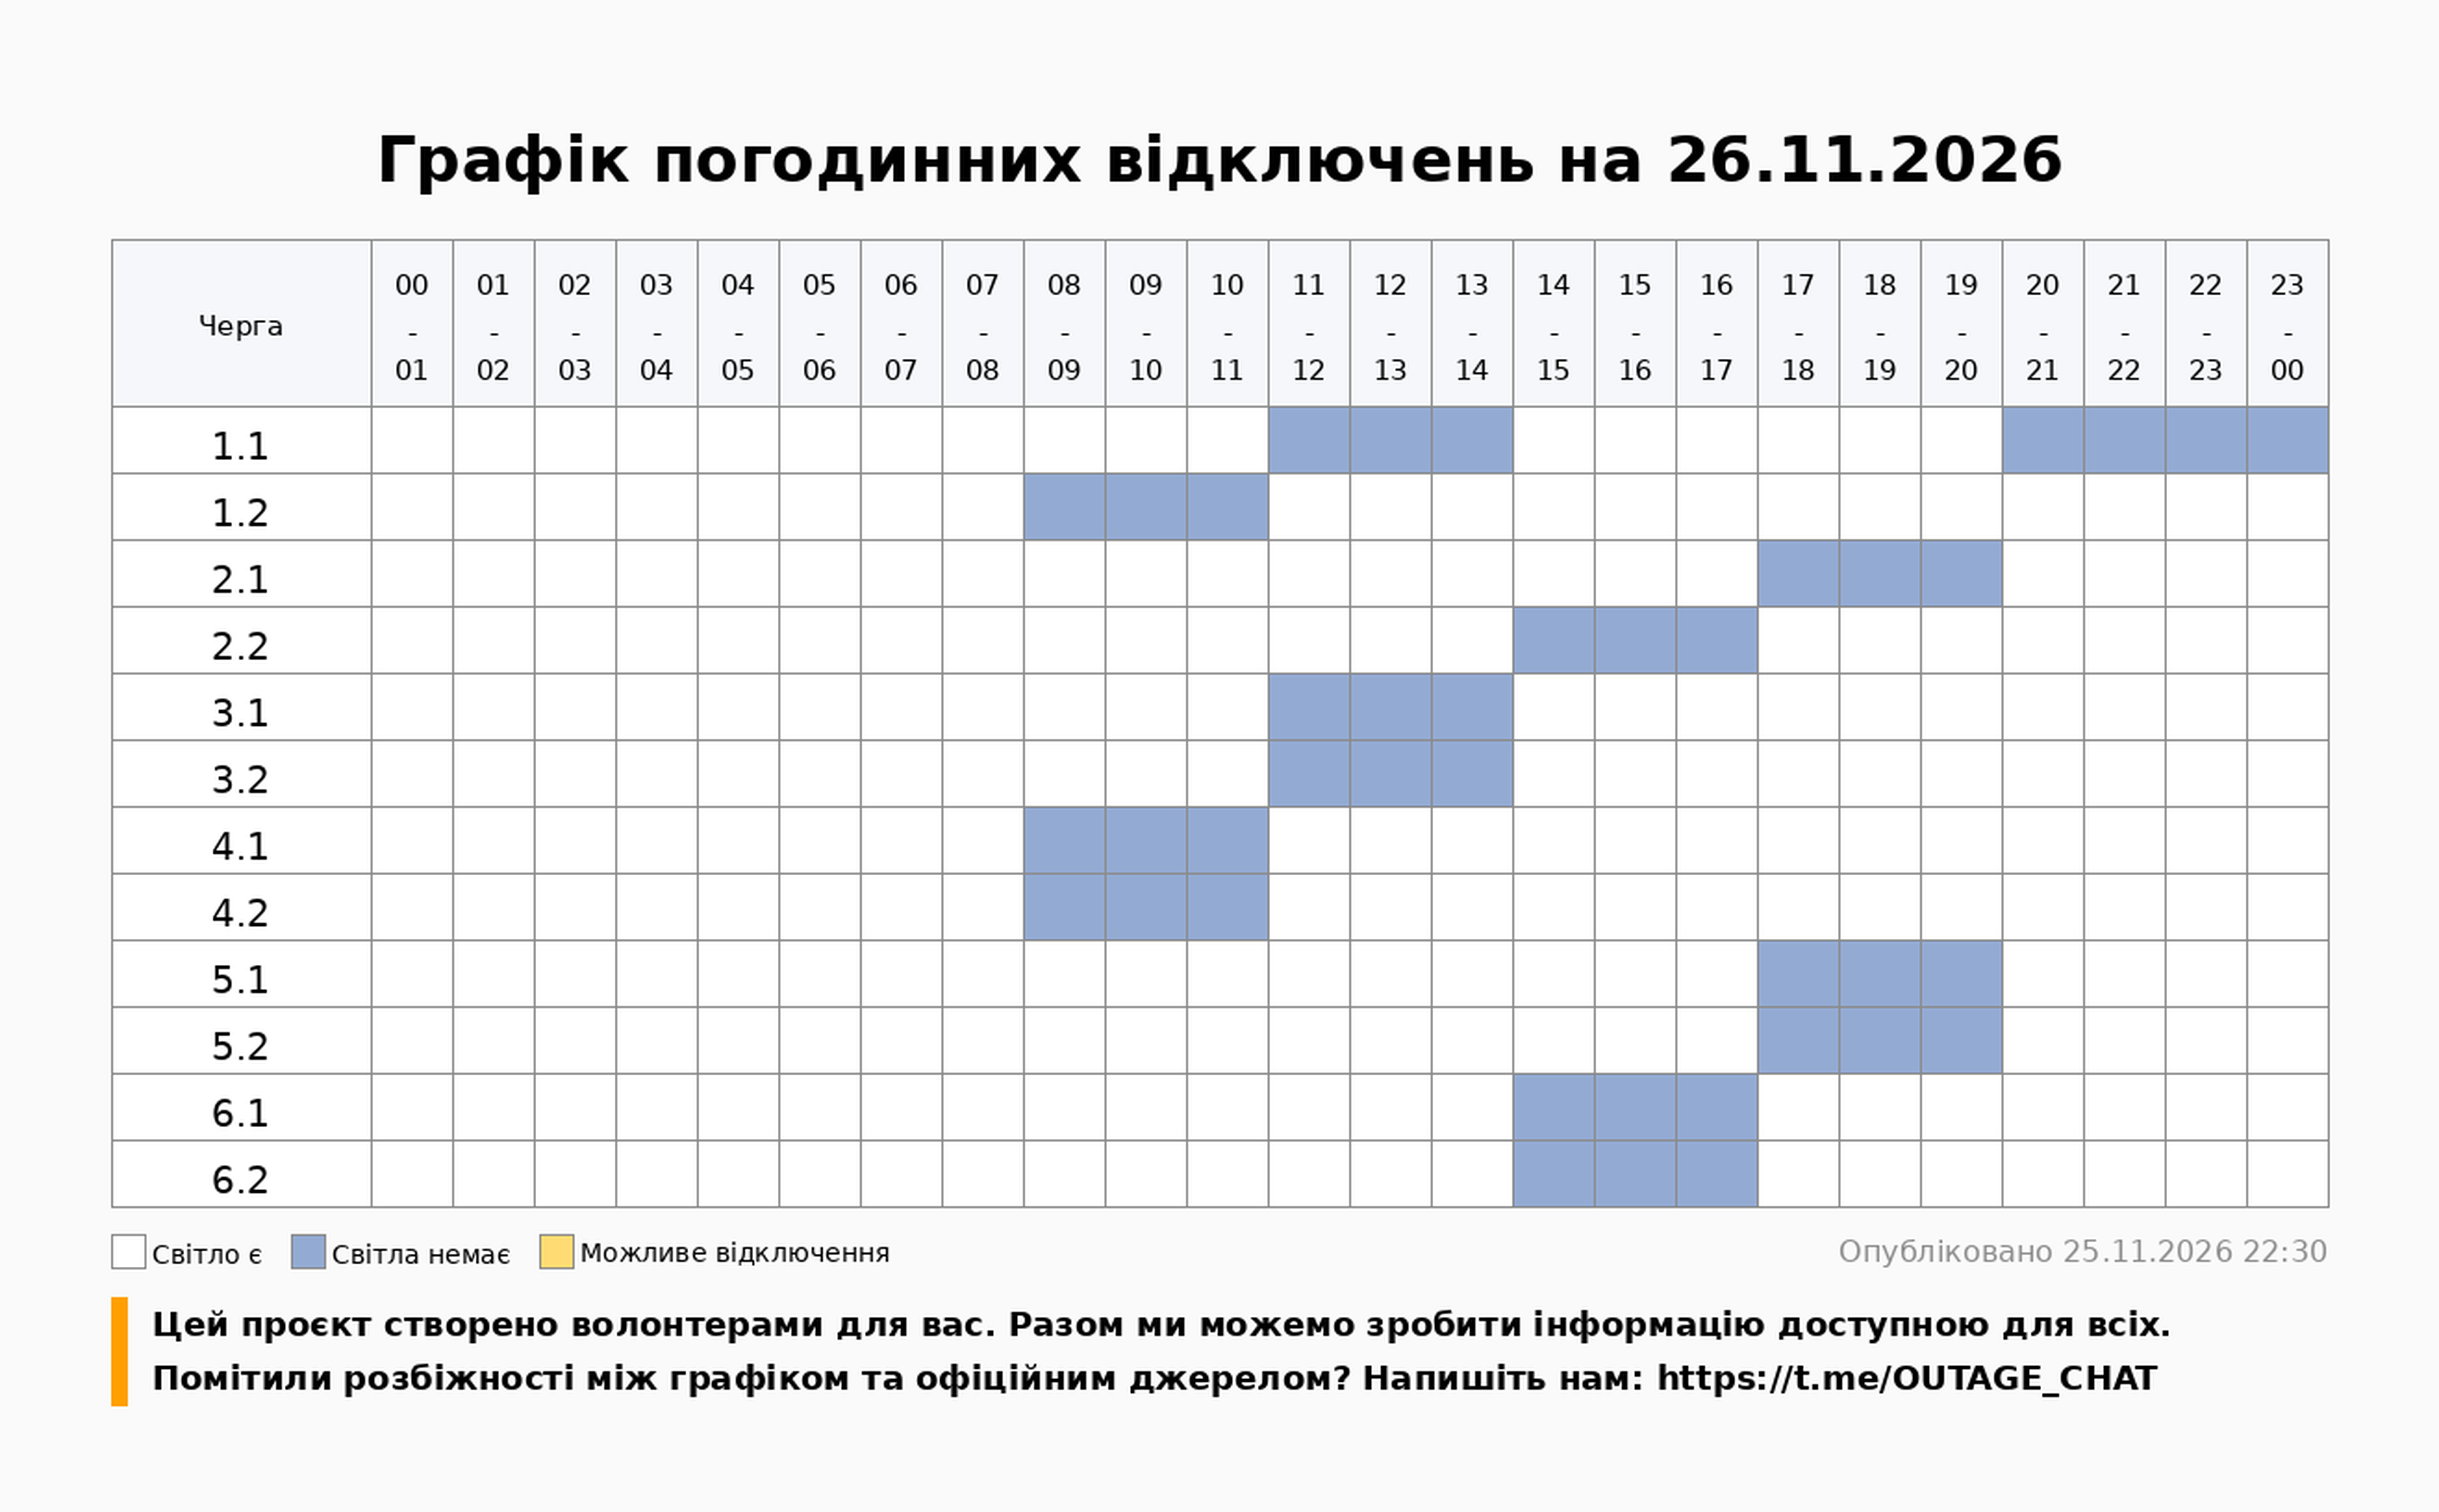 Графік погодинних відключень на 26.11.2026
Черга
00 - 01
01 - 02
02 - 03
03 - 04
04 - 05
05 - 06
06 - 07
07 - 08
08 - 09
09 - 10
10 - 11
11 - 12
12 - 13
13 - 14
14 - 15
15 - 16
16 - 17
17 - 18
18 - 19
19 - 20
20 - 21
21 - 22
22 - 23
23 - 00
1.1
1.2
2.1
2.2
3.1
3.2
4.1
4.2
5.1
5.2
6.1
6.2
Світло є
Світла немає
Можливе відключення
Опубліковано 25.11.2026 22:30
Цей проєкт створено волонтерами для вас. Разом ми можемо зробити інформацію доступною для всіх.
Помітили розбіжності між графіком та офіційним джерелом? Напишіть нам: https://t.me/OUTAGE_CHAT